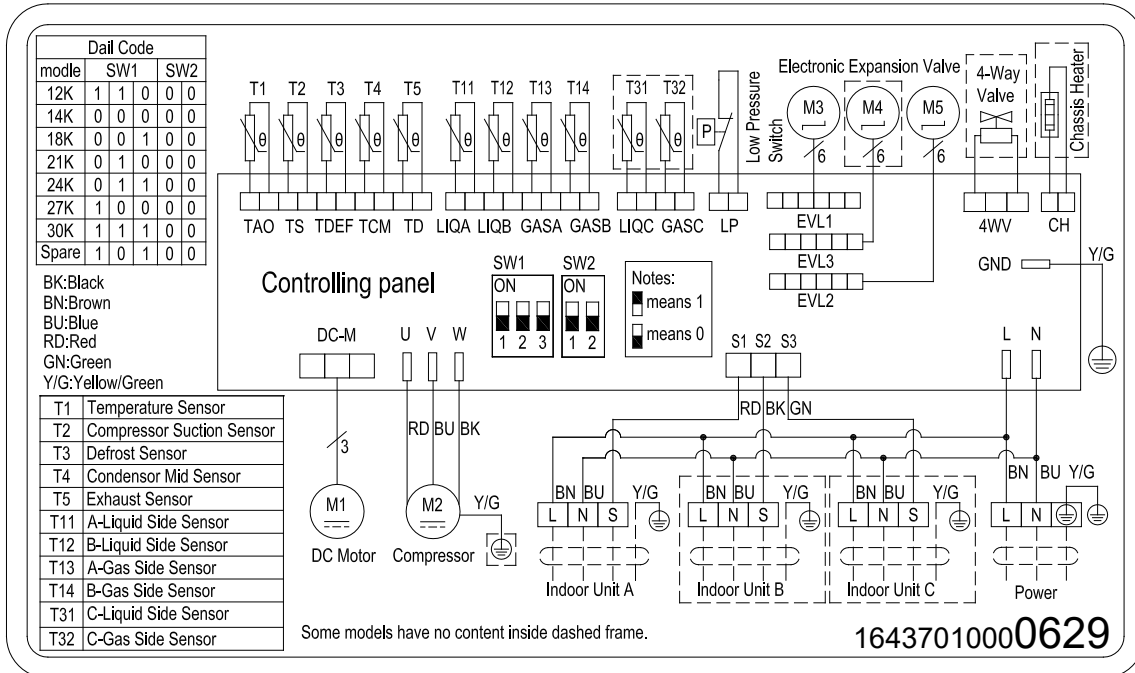 Dail Code
modle SW1 SW2
12K 1 1 0 0 0
14K 0 0 0 0 0
18K 0 0 1 0 0
21K 0 1 0 0 0
24K 0 1 1 0 0
27K 1 0 0 0 0
30K 1 1 1 0 0
Spare 1 0 1 0 0
BK:Black
BN:Brown
BU:Blue
RD:Red
GN:Green
Y/G:Yellow/Green
T1 Temperature Sensor
T2 Compressor Suction Sensor
T3 Defrost Sensor
T4 Condensor Mid Sensor
T5 Exhaust Sensor
T11 A-Liquid Side Sensor
T12 B-Liquid Side Sensor
T13 A-Gas Side Sensor
T14 B-Gas Side Sensor
T31 C-Liquid Side Sensor
T32 C-Gas Side Sensor
T1 T2 T3 T4 T5 T11 T12 T13 T14 T31 T32
θ θ θ θ θ θ θ θ θ θ θ
P
Low Pressure
Switch
Electronic Expansion Valve
M3 M4 M5
6 6 6
4-Way
Valve
Chassis Heater
TAO TS TDEF TCM TD LIQA LIQB GASA GASB LIQC GASC LP
EVL1
EVL3
EVL2
4WV CH
GND
Y/G
Controlling panel
SW1 SW2
ON ON
1 2 3 1 2
Notes:
means 1
means 0
DC-M U V W
S1 S2 S3
L N
RD BK GN
RD BU BK
3
M1
DC Motor
M2
Compressor
Y/G
BN BU Y/G
L N S
Indoor Unit A
BN BU Y/G
L N S
Indoor Unit B
BN BU Y/G
L N S
Indoor Unit C
BN BU Y/G
L N
Power
Some models have no content inside dashed frame.
16437010000629